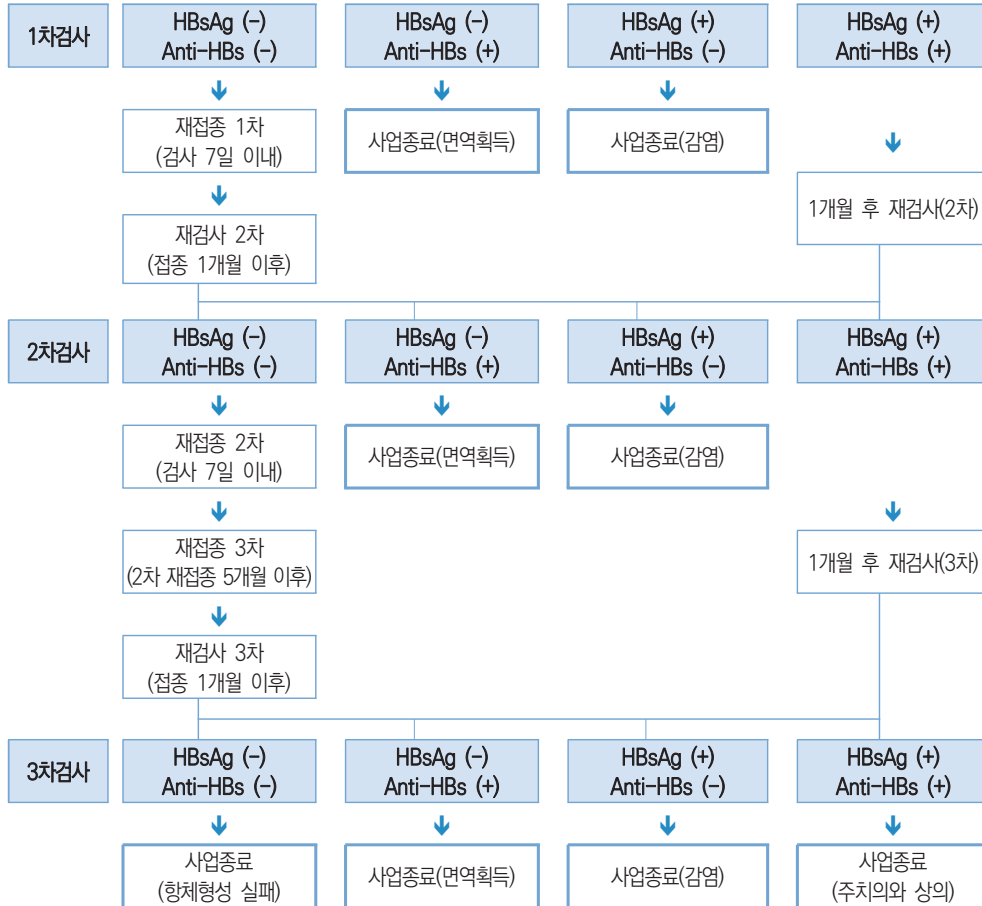 1차검사
HBsAg (-)
Anti-HBs (-)
HBsAg (-)
Anti-HBs (+)
HBsAg (+)
Anti-HBs (-)
HBsAg (+)
Anti-HBs (+)
재접종 1차
(검사 7일 이내)
사업종료(면역획득)
사업종료(감염)
재검사 2차
(접종 1개월 이후)
1개월 후 재검사(2차)
2차검사
HBsAg (-)
Anti-HBs (-)
HBsAg (-)
Anti-HBs (+)
HBsAg (+)
Anti-HBs (-)
HBsAg (+)
Anti-HBs (+)
재접종 2차
(검사 7일 이내)
사업종료(면역획득)
사업종료(감염)
재접종 3차
(2차 재접종 5개월 이후)
1개월 후 재검사(3차)
재검사 3차
(접종 1개월 이후)
3차검사
HBsAg (-)
Anti-HBs (-)
HBsAg (-)
Anti-HBs (+)
HBsAg (+)
Anti-HBs (-)
HBsAg (+)
Anti-HBs (+)
사업종료
(항체형성 실패)
사업종료(면역획득)
사업종료(감염)
사업종료
(주치의와 상의)